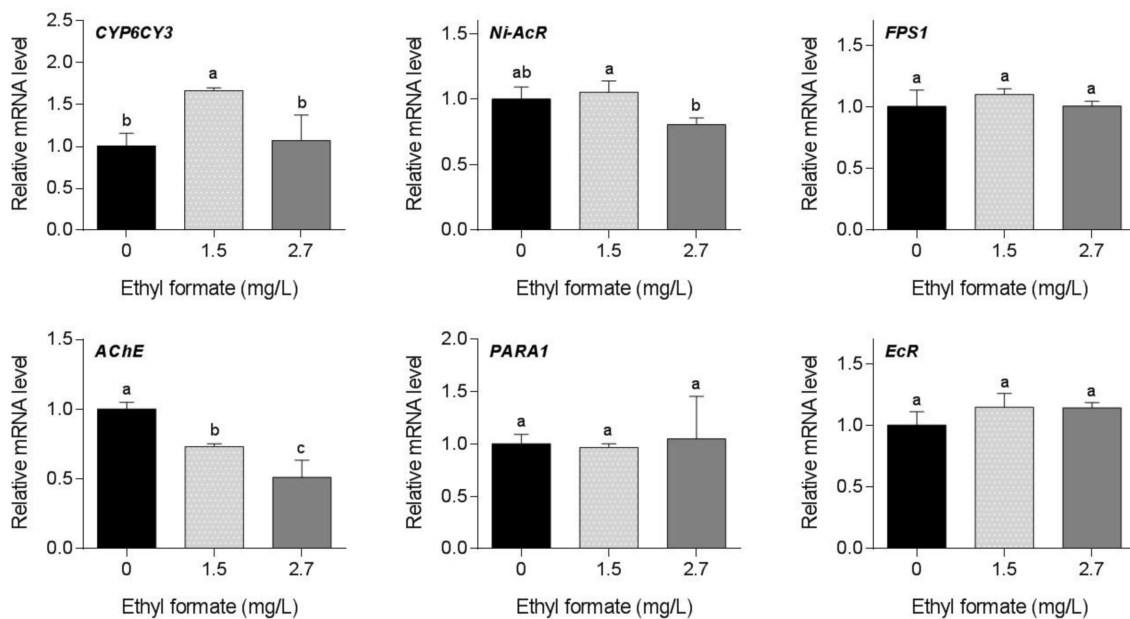 CYP6CY3
Relative mRNA level
2.5
2.0
1.5
1.0
0.5
0.0
b
a
b
0 1.5 2.7
Ethyl formate (mg/L)
Ni-AcR
Relative mRNA level
1.5
1.0
0.5
0.0
ab
a
b
0 1.5 2.7
Ethyl formate (mg/L)
FPS1
Relative mRNA level
1.5
1.0
0.5
0.0
a
a
a
0 1.5 2.7
Ethyl formate (mg/L)
AChE
Relative mRNA level
1.5
1.0
0.5
0.0
a
b
c
0 1.5 2.7
Ethyl formate (mg/L)
PARA1
Relative mRNA level
2.0
1.5
1.0
0.5
0.0
a
a
a
0 1.5 2.7
Ethyl formate (mg/L)
EcR
Relative mRNA level
1.5
1.0
0.5
0.0
a
a
a
0 1.5 2.7
Ethyl formate (mg/L)